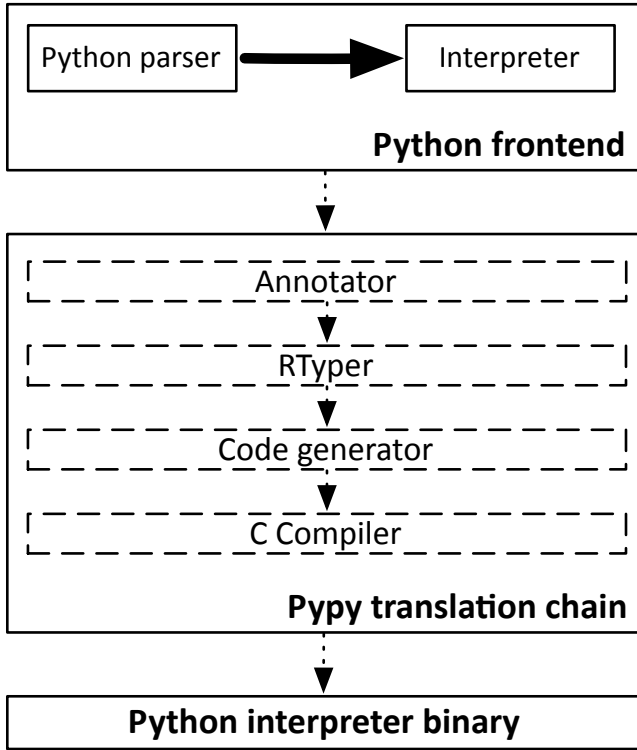 Python parser
Interpreter
Python frontend
Annotator
RTyper
Code generator
C Compiler
Pypy translation chain
Python interpreter binary